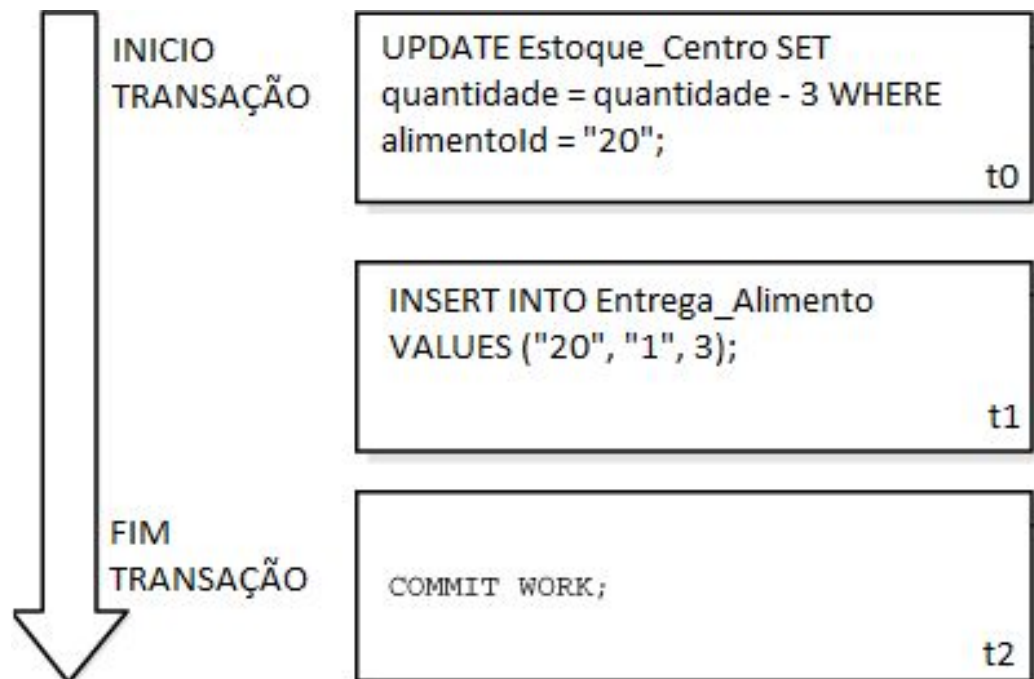 INICIO
TRANSAÇÃO
UPDATE Estoque_Centro SET
quantidade = quantidade - 3 WHERE
alimentoId = "20";
t0
INSERT INTO Entrega_Alimento
VALUES ("20", "1", 3);
t1
FIM
TRANSAÇÃO
COMMIT WORK;
t2